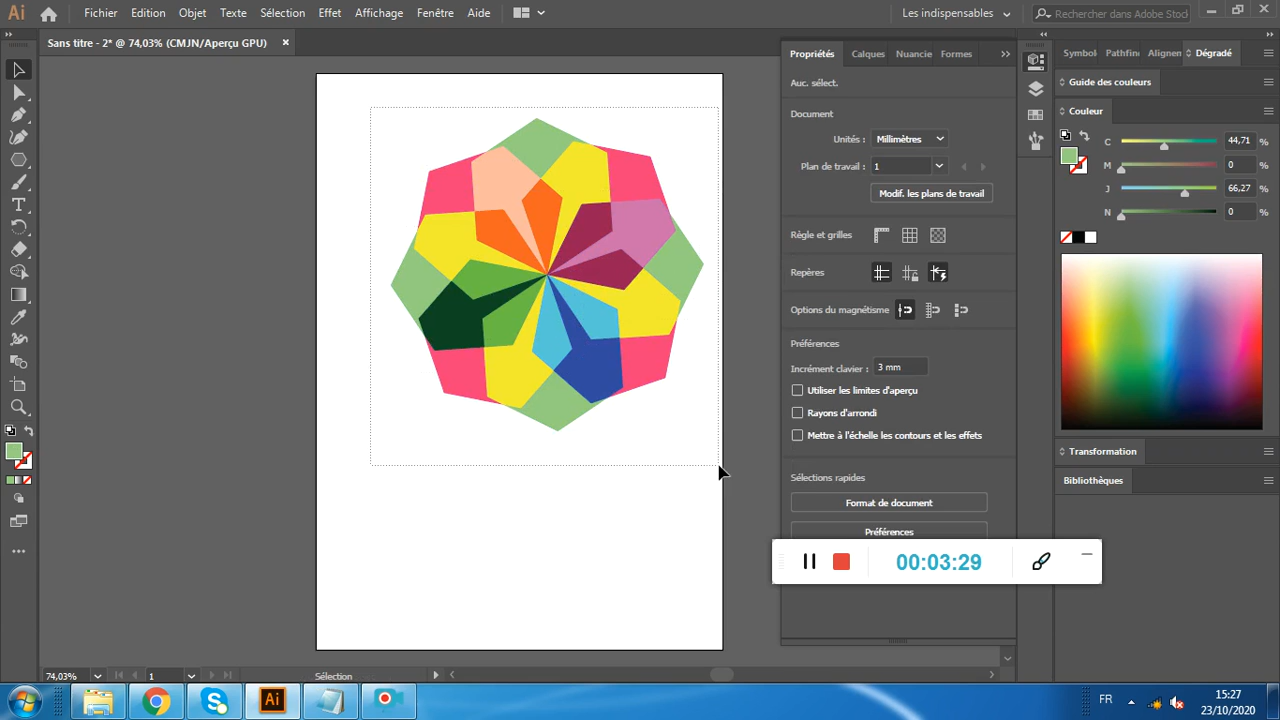 Ai Fichier Edition Objet Texte Sélection Effet Affichage Fenêtre Aide Les indispensables Rechercher dans Adobe Stock
Sans titre - 2* @ 74,03% (CMJN/Aperçu GPU) ×
Propriétés Calques Nuancie Formes
Symbol Pathfin Alignen Dégradé
Auc. sélect.
Guide des couleurs
Document
Couleur
Unités : Millimètres
C 44,71
M 0
Plan de travail : 1
J 66,27
Modif. les plans de travail
N 0
Règle et grilles
Repères
Options du magnétisme
Préférences
Incrément clavier : 3 mm
Utiliser les limites d'aperçu
Rayons d'arrondi
Mettre à l'échelle les contours et les effets
Transformation
Sélections rapides
Bibliothèques
Format de document
Préférences
00:03:29
74,03% 1 Sélection
Ai FR 15:27
23/10/2020